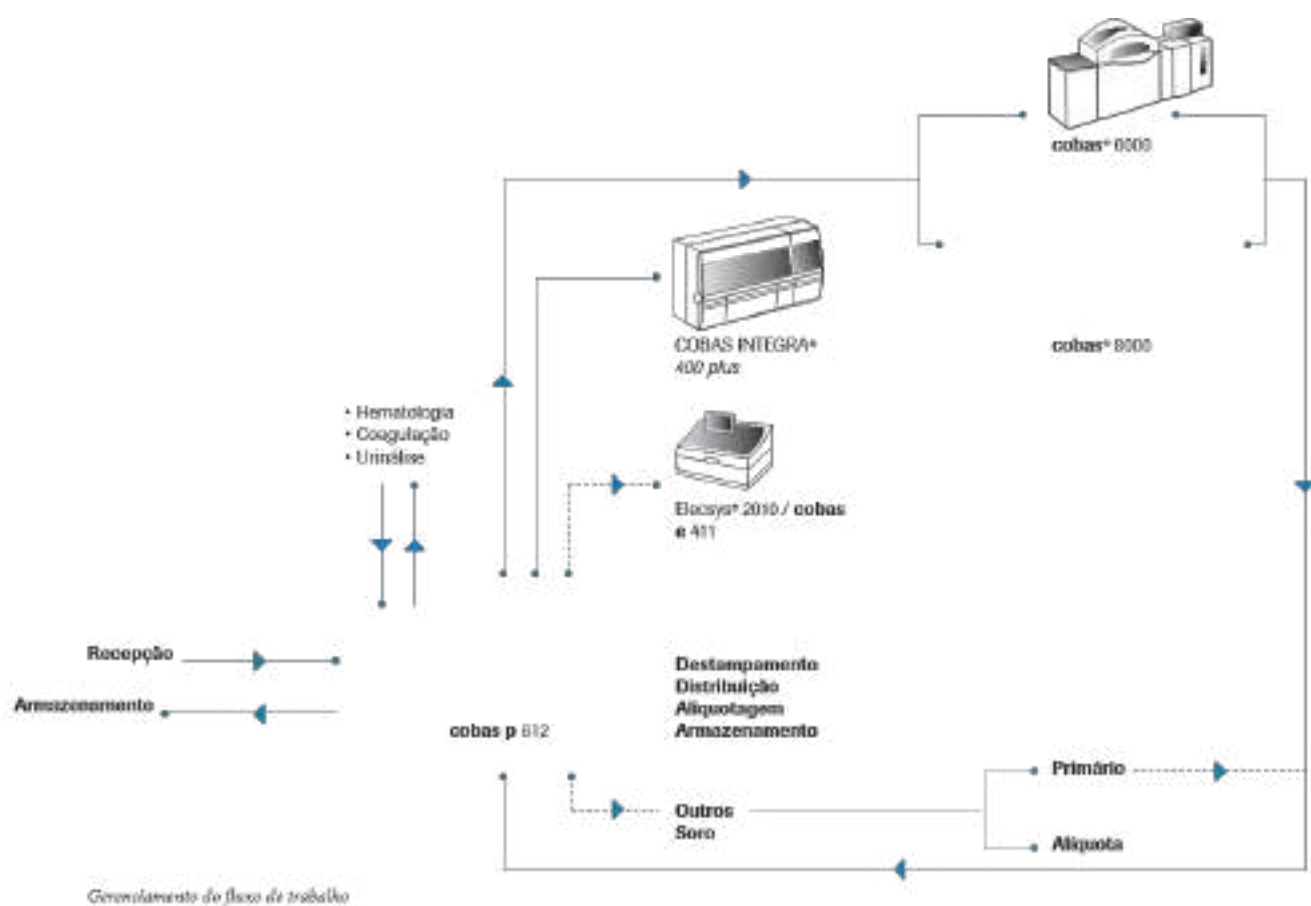 cobas® 6000
COBAS INTEGRA®
400 plus
cobas® 8000
• Hematologia
• Coagulação
• Urinálise
Elecsys® 2010 / cobas
e 411
Recepção
Armazenamento
Destampamento
Distribuição
Aliquotagem
Armazenamento
cobas p 612
Primário
Outros
Soro
Alíquota
Gerenciamento do fluxo de trabalho